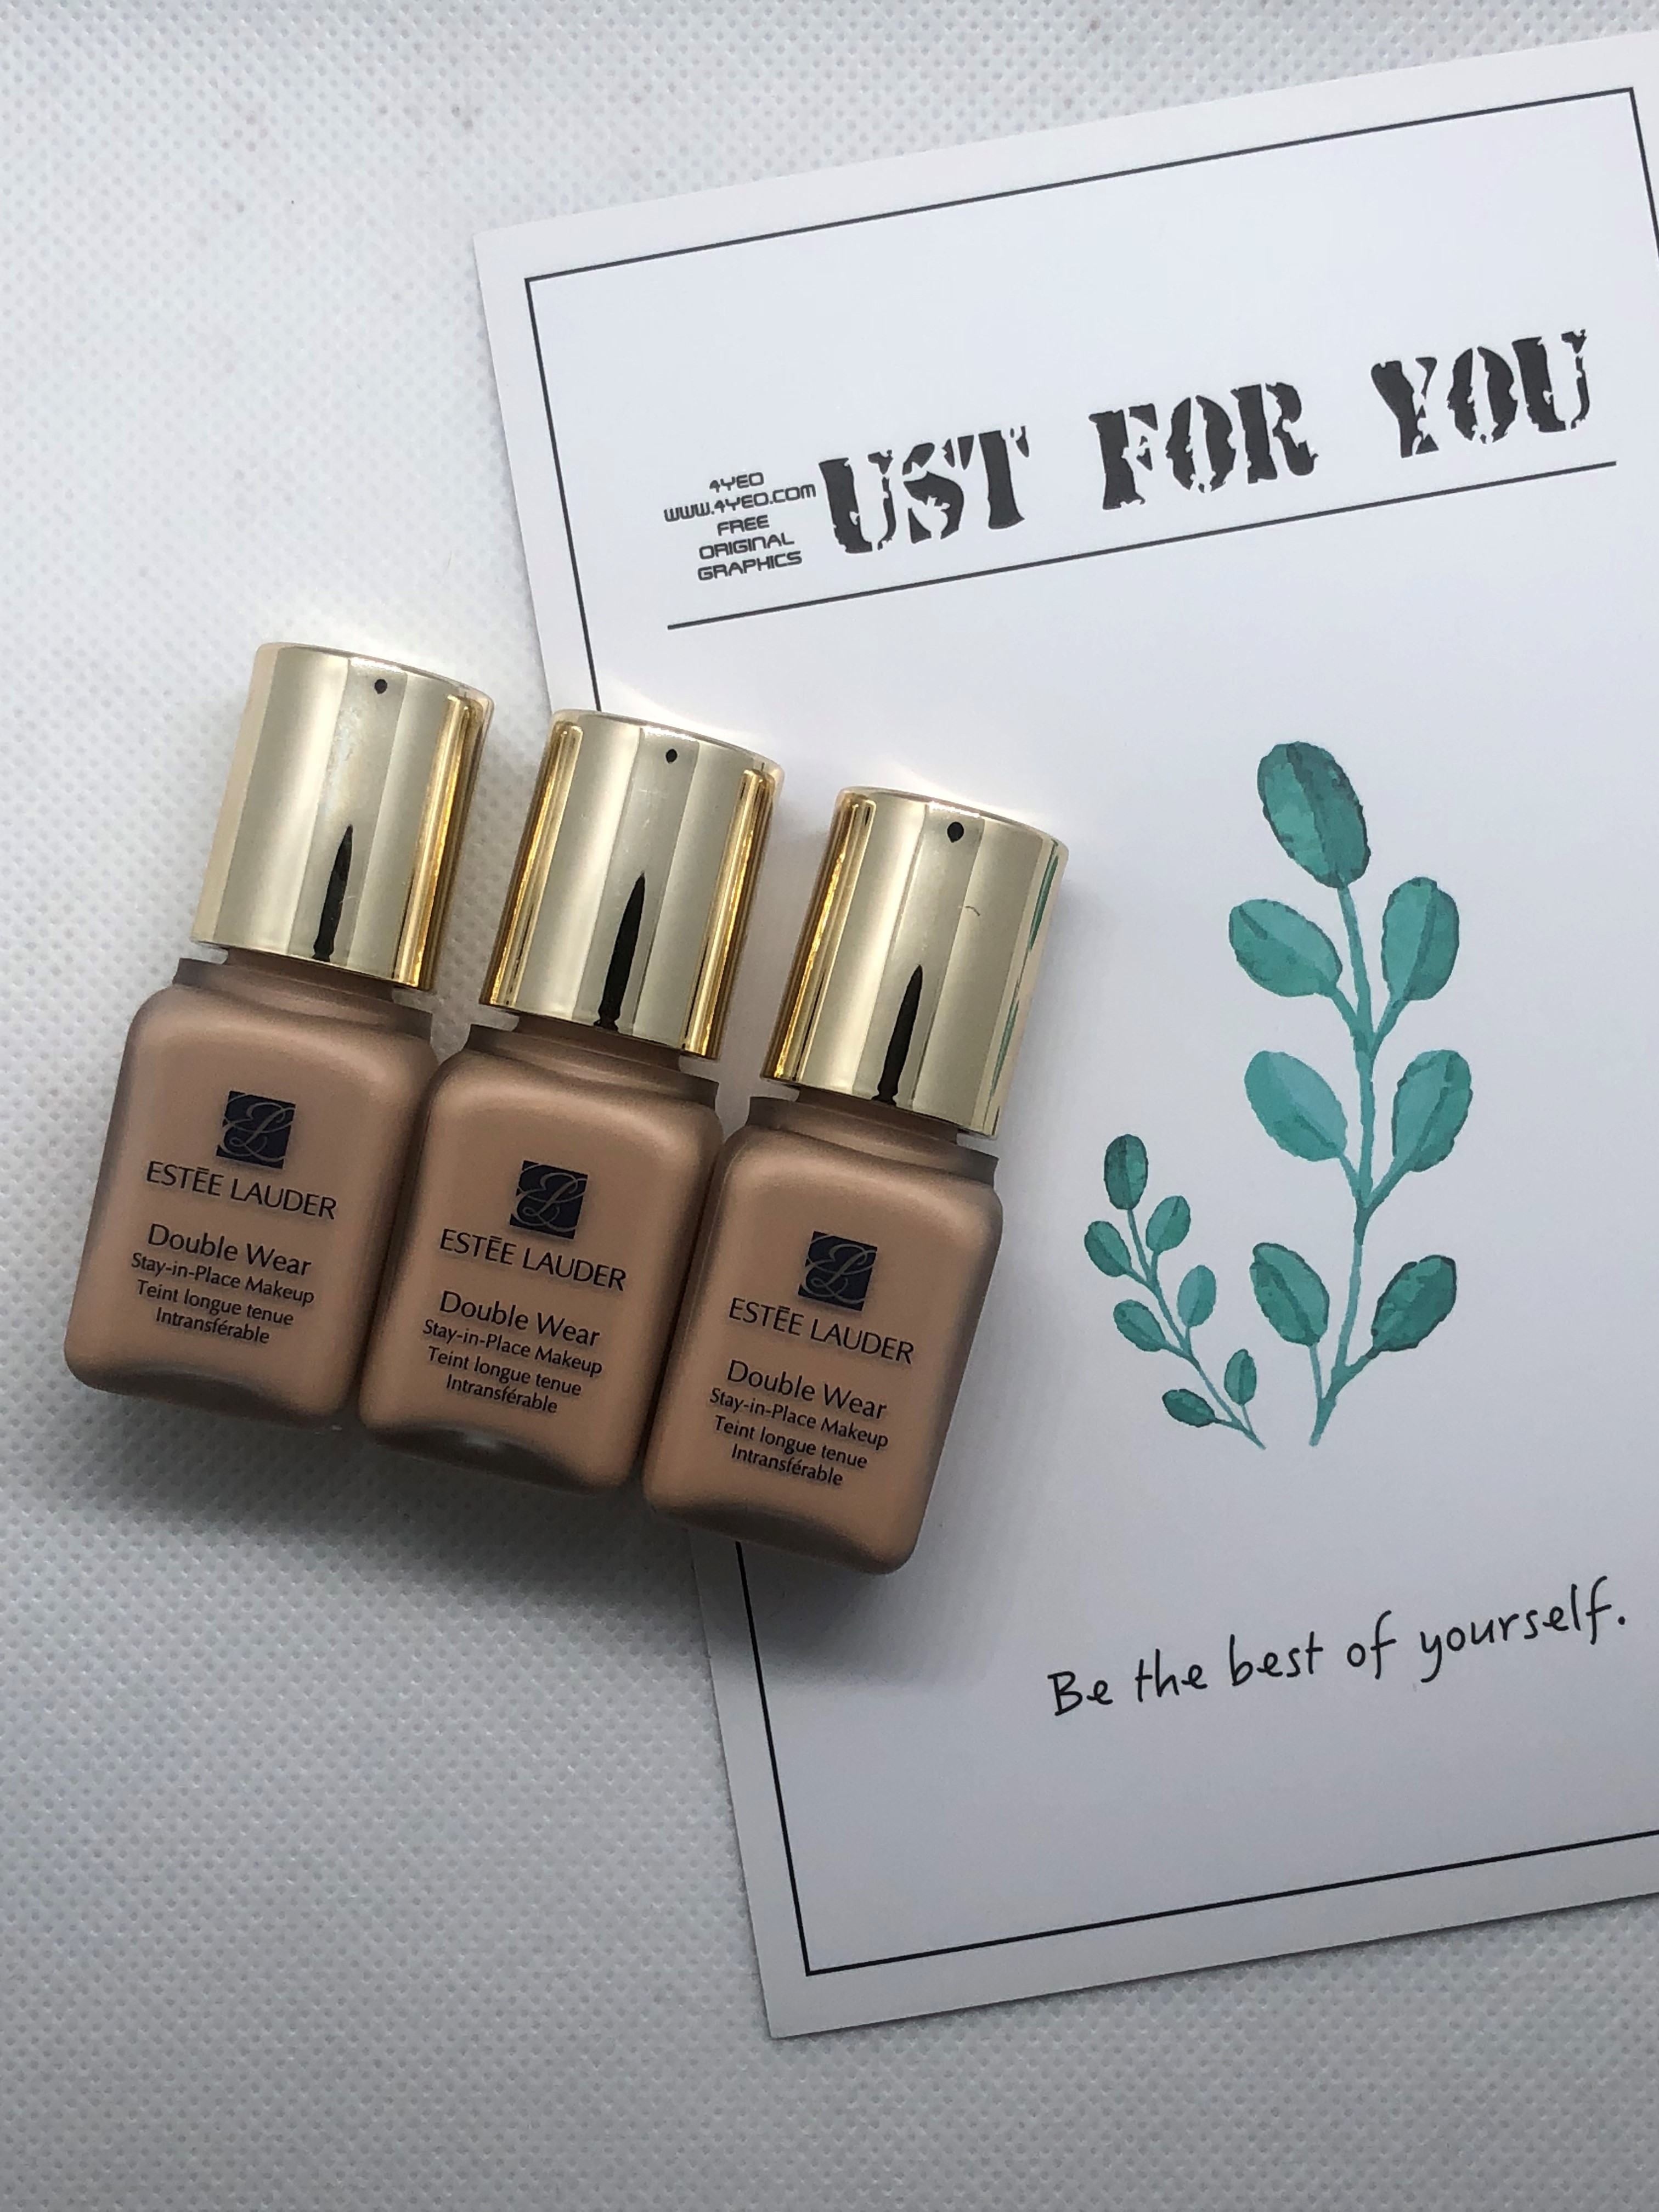 4YEO
WWW.4YEO.COM
FREE
ORIGINAL
GRAPHICS
UST FOR YOU
ESTĒE LAUDER
Double Wear
Stay-in-Place Makeup
Teint longue tenue
Intransférable
ESTĒE LAUDER
Double Wear
Stay-in-Place Makeup
Teint longue tenue
Intransférable
ESTĒE LAUDER
Double Wear
Stay-in-Place Makeup
Teint longue tenue
Intransférable
Be the best of yourself.